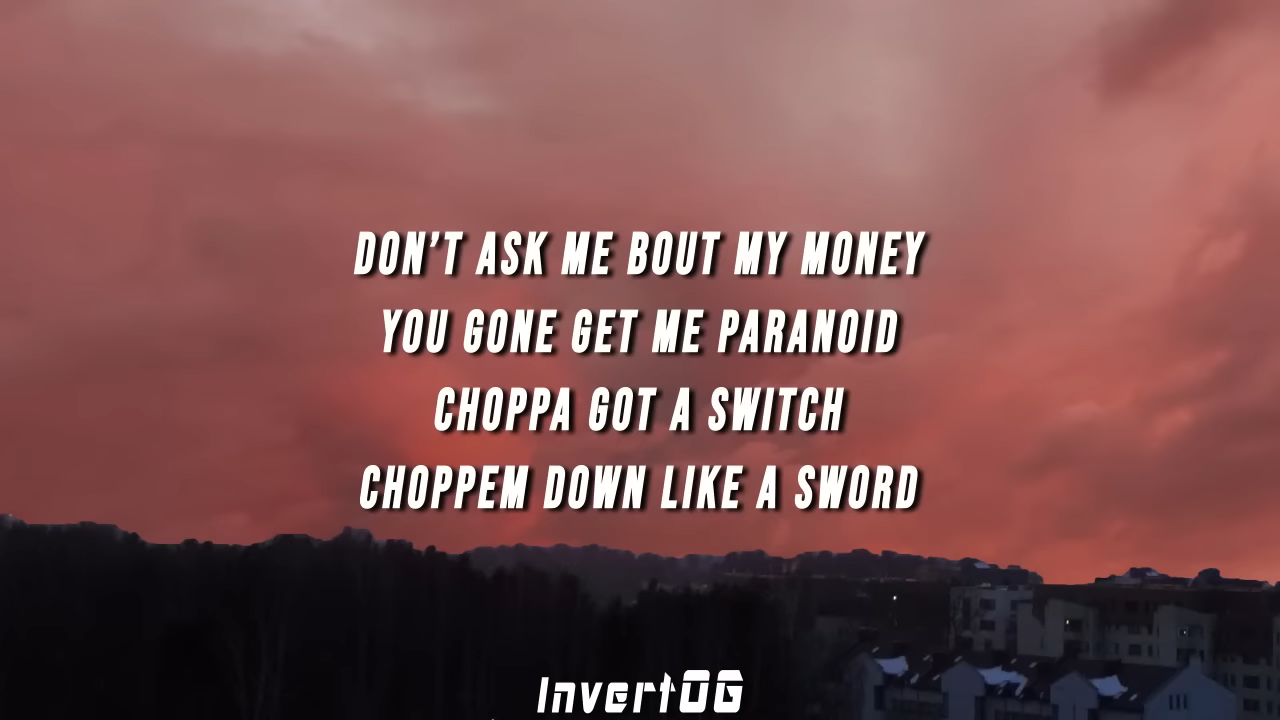 DON'T ASK ME BOUT MY MONEY
YOU GONE GET ME PARANOID
CHOPPA GOT A SWITCH
CHOPPEM DOWN LIKE A SWORD
InvertOG